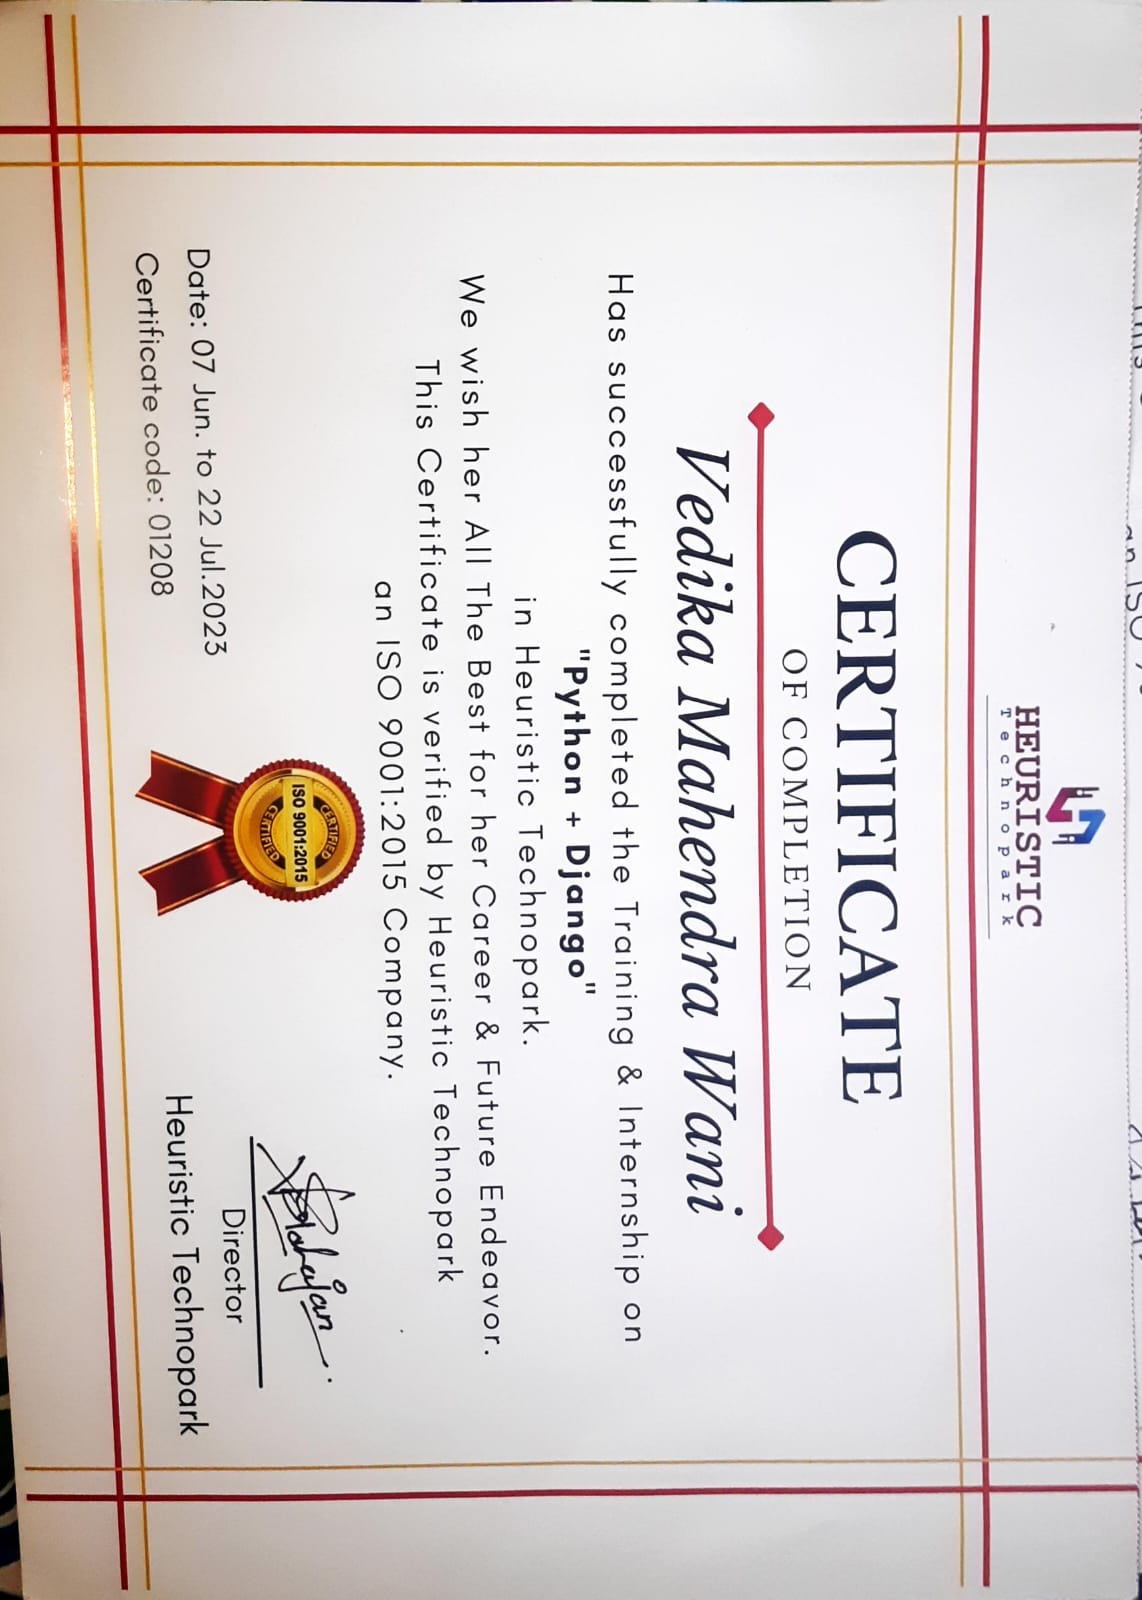 HEURISTIC
Technopark
CERTIFICATE
OF COMPLETION
Vedika Mahendra Wani
Has successfully completed the Training & Internship on
"Python + Django"
in Heuristic Technopark.
We wish her All The Best for her Career & Future Endeavor.
This Certificate is verified by Heuristic Technopark
an ISO 9001:2015 Company.
CERTIFIED
ISO 9001:2015
CERTIFIED
Date: 07 Jun. to 22 Jul.2023
Certificate code: 01208
Director
Heuristic Technopark